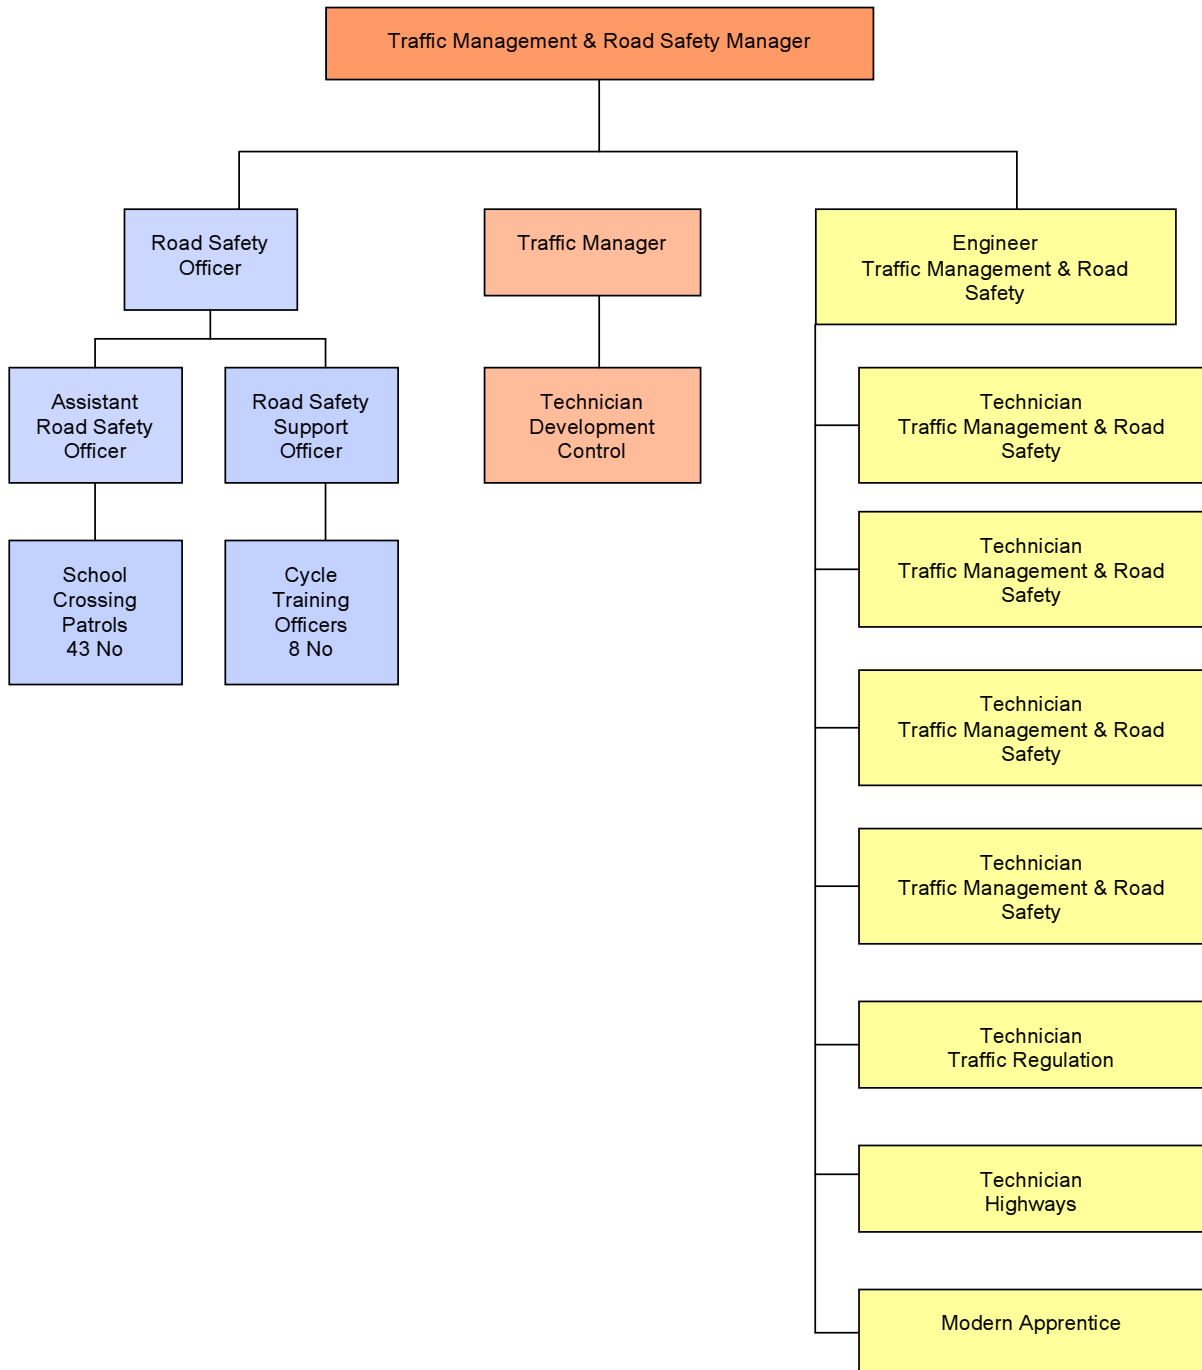 Traffic Management & Road Safety Manager
Road Safety
Officer
Traffic Manager
Engineer
Traffic Management & Road
Safety
Assistant
Road Safety
Officer
Road Safety
Support
Officer
Technician
Development
Control
Technician
Traffic Management & Road
Safety
School
Crossing
Patrols
43 No
Cycle
Training
Officers
8 No
Technician
Traffic Management & Road
Safety
Technician
Traffic Management & Road
Safety
Technician
Traffic Management & Road
Safety
Technician
Traffic Regulation
Technician
Highways
Modern Apprentice